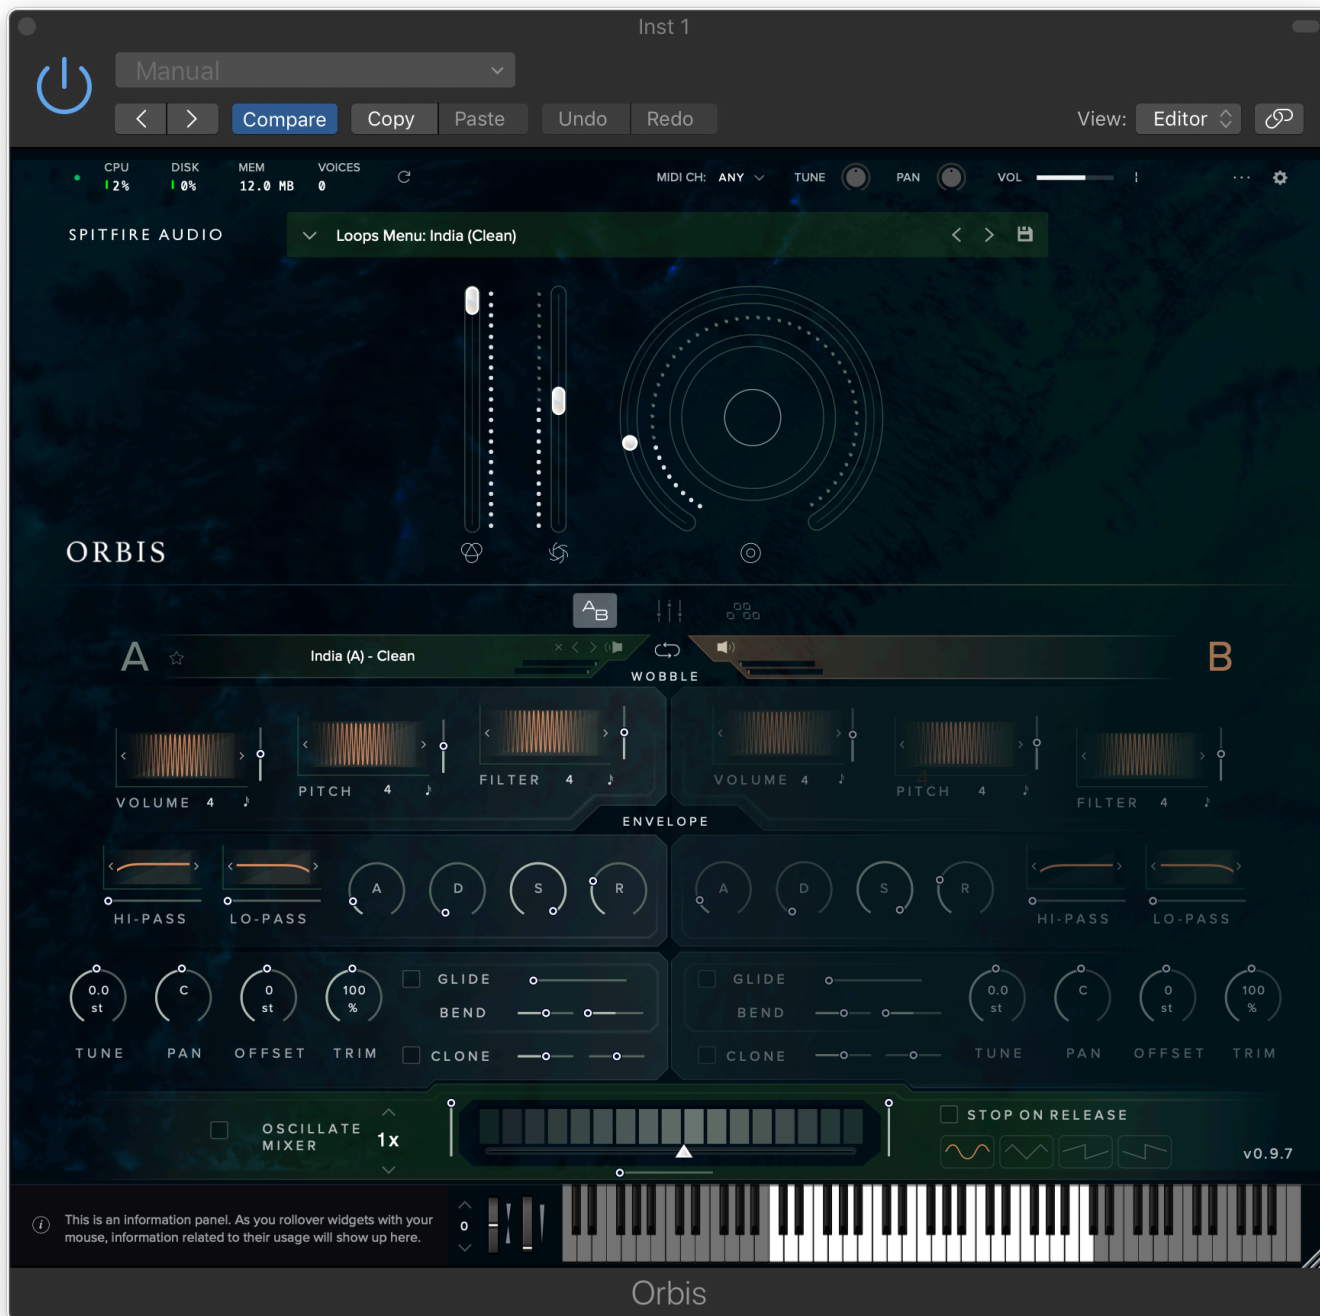 Inst 1
Manual
Compare Copy Paste Undo Redo View: Editor
CPU DISK MEM VOICES
2% 0% 12.0 MB 0
MIDI CH: ANY TUNE PAN VOL
SPITFIRE AUDIO
Loops Menu: India (Clean)
ORBIS
A B
A India (A) - Clean B
WOBBLE
VOLUME 4 PITCH 4 FILTER 4 VOLUME 4 PITCH 4 FILTER 4
4
ENVELOPE
A D S R A D S R
HI-PASS LO-PASS HI-PASS LO-PASS
GLIDE GLIDE
0.0 st C 0 st 100 % 0.0 st C 0 st 100 %
BEND BEND
TUNE PAN OFFSET TRIM CLONE CLONE TUNE PAN OFFSET TRIM
OSCILLATE MIXER 1x
STOP ON RELEASE
v0.9.7
This is an information panel. As you rollover widgets with your
mouse, information related to their usage will show up here.
0
Orbis